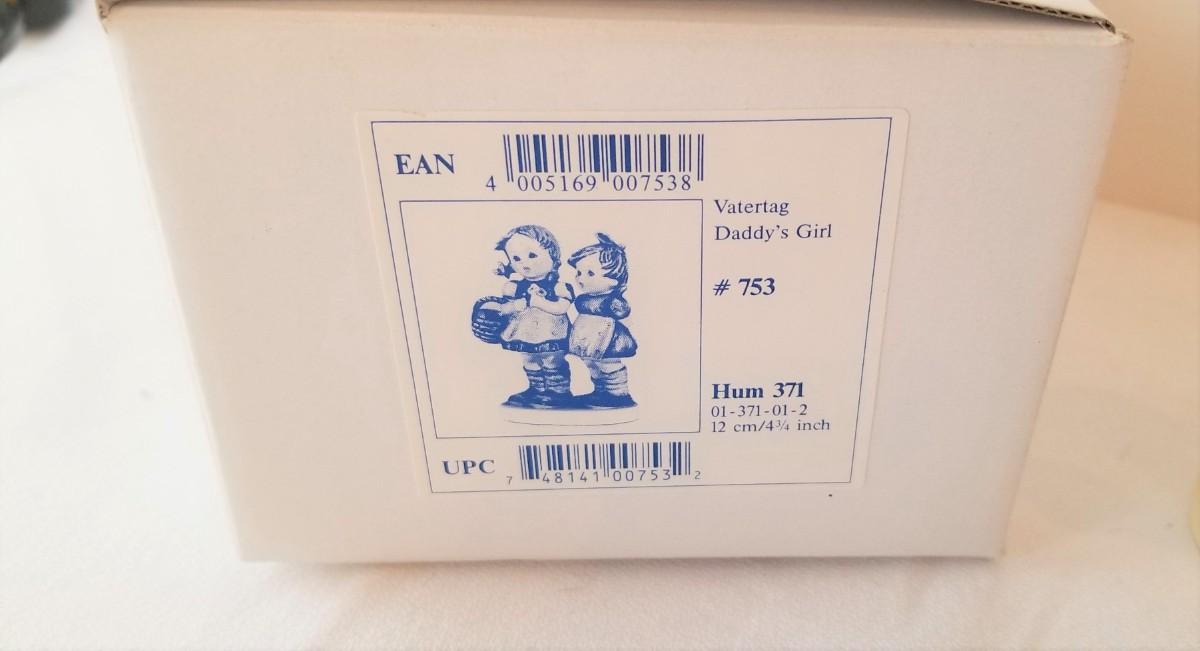 EAN
4 005169 007538
Vatertag
Daddy's Girl
# 753
Hum 371
01-371-01-2
12 cm/4¾ inch
UPC
7 48141 00753 2